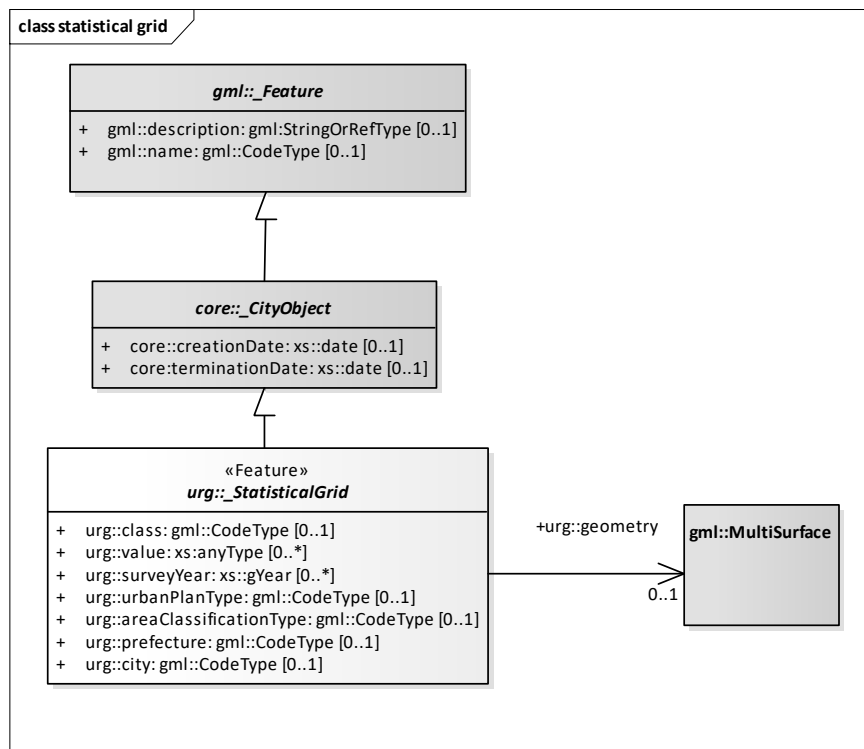 class statistical grid
gml::_Feature
+ gml::description: gml:StringOrRefType [0..1]
+ gml::name: gml::CodeType [0..1]
core::_CityObject
+ core::creationDate: xs::date [0..1]
+ core:terminationDate: xs::date [0..1]
«Feature»
urg::_StatisticalGrid
+ urg::class: gml::CodeType [0..1]
+ urg::value: xs:anyType [0..*]
+ urg::surveyYear: xs::gYear [0..*]
+ urg::urbanPlanType: gml::CodeType [0..1]
+ urg::areaClassificationType: gml::CodeType [0..1]
+ urg::prefecture: gml::CodeType [0..1]
+ urg::city: gml::CodeType [0..1]
+urg::geometry
0..1
gml::MultiSurface